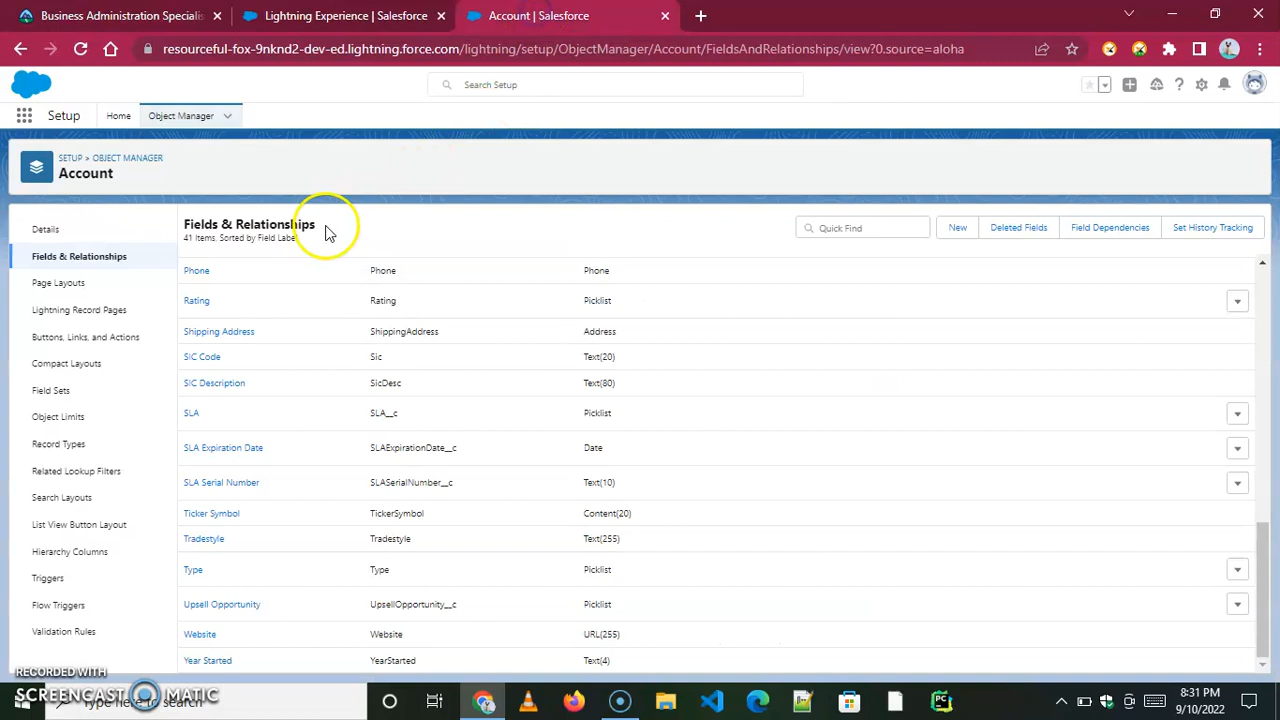 Business Administration Specialis
Lightning Experience | Salesforce
Account | Salesforce
resourceful-fox-9nknd2-dev-ed.lightning.force.com/lightning/setup/ObjectManager/Account/FieldsAndRelationships/view?0.source=aloha
Search Setup
Setup
Home
Object Manager
SETUP > OBJECT MANAGER
Account
Details
Fields & Relationships
Page Layouts
Lightning Record Pages
Buttons, Links, and Actions
Compact Layouts
Field Sets
Object Limits
Record Types
Related Lookup Filters
Search Layouts
List View Button Layout
Hierarchy Columns
Triggers
Flow Triggers
Validation Rules
Fields & Relationships
41 Items, Sorted by Field Label
Quick Find
New
Deleted Fields
Field Dependencies
Set History Tracking
Phone Phone Phone
Rating Rating Picklist
Shipping Address ShippingAddress Address
SIC Code Sic Text(20)
SIC Description SicDesc Text(80)
SLA SLA__c Picklist
SLA Expiration Date SLAExpirationDate__c Date
SLA Serial Number SLASerialNumber__c Text(10)
Ticker Symbol TickerSymbol Content(20)
Tradestyle Tradestyle Text(255)
Type Type Picklist
Upsell Opportunity UpsellOpportunity__c Picklist
Website Website URL(255)
Year Started YearStarted Text(4)
RECORDED WITH
SCREENCAST MATIC
Type here to search
8:31 PM
9/10/2022